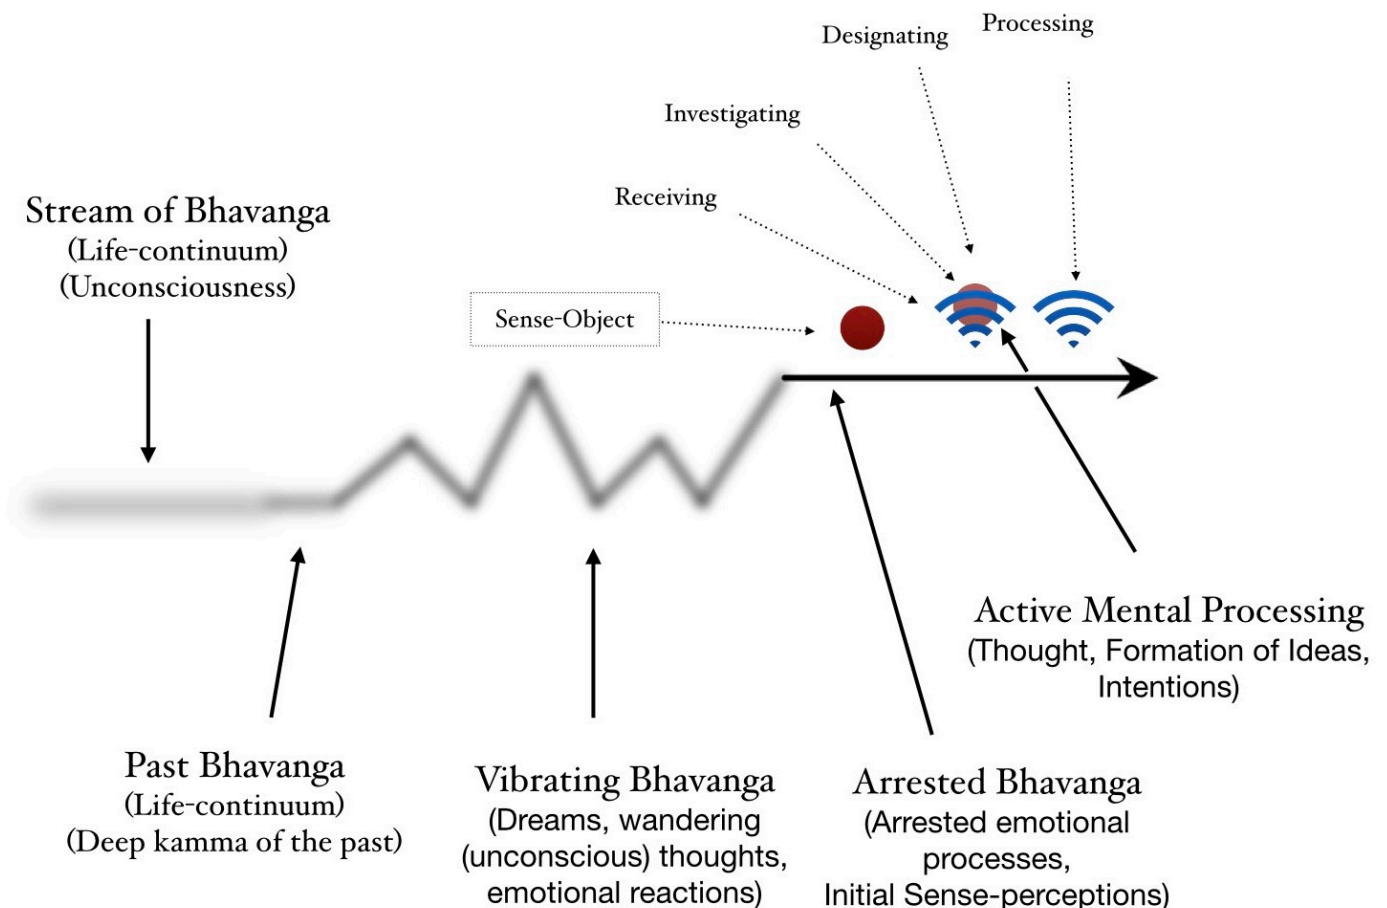 Processing
Designating
Investigating
Receiving
Stream of Bhavanga
(Life-continuum)
(Unconsciousness)
Sense-Object
Active Mental Processing
(Thought, Formation of Ideas,
Intentions)
Past Bhavanga
(Life-continuum)
(Deep kamma of the past)
Vibrating Bhavanga
(Dreams, wandering
(unconscious) thoughts,
emotional reactions)
Arrested Bhavanga
(Arrested emotional
processes,
Initial Sense-perceptions)